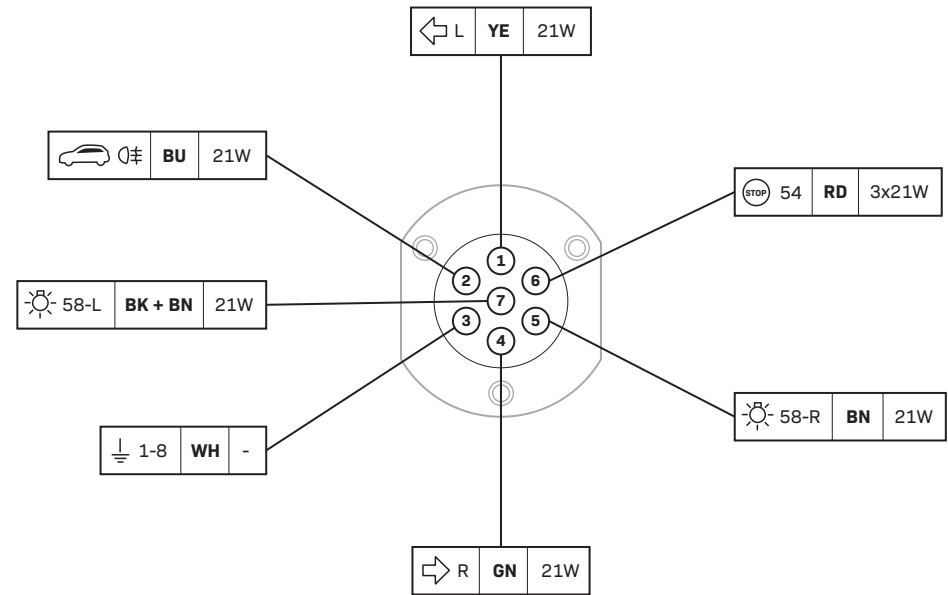 L YE 21W
BU 21W
STOP 54 RD 3x21W
1
2
6
7
58-L BK + BN 21W
3
5
4
58-R BN 21W
1-8 WH -
R GN 21W